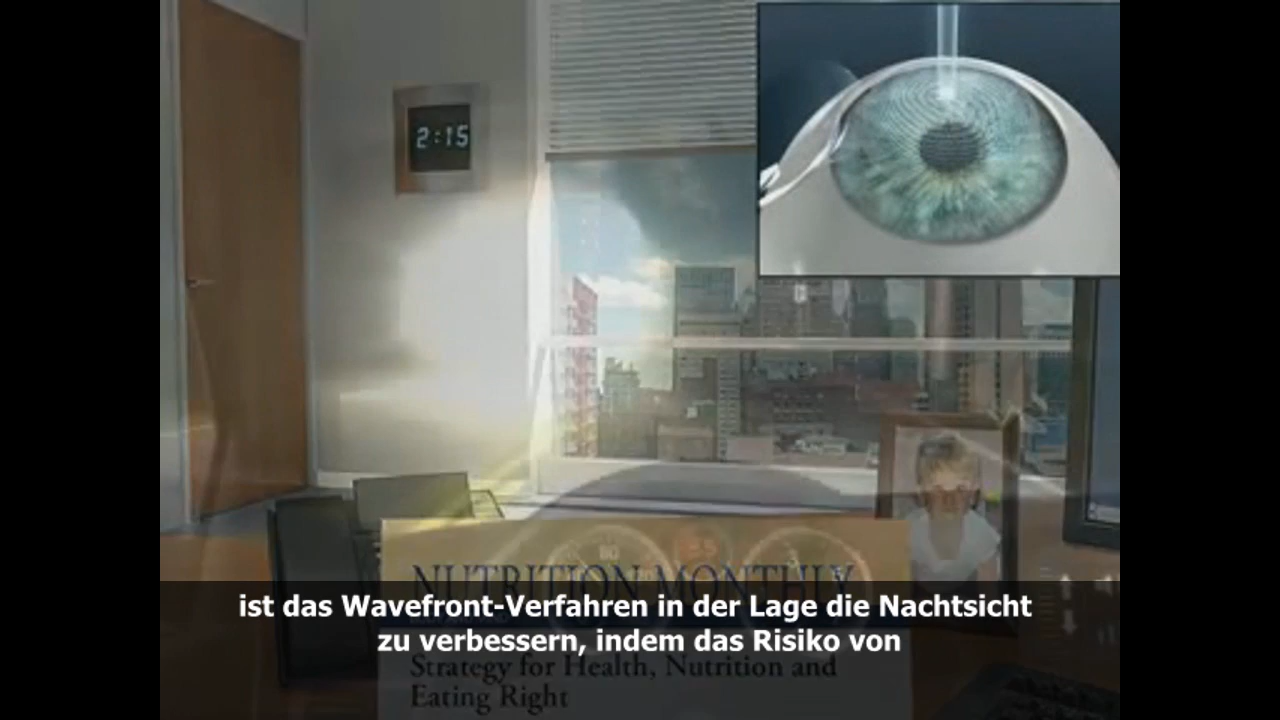 2:15
NUTRITION MONTHLY
ist das Wavefront-Verfahren in der Lage die Nachtsicht
zu verbessern, indem das Risiko von
Strategy for Health, Nutrition and
Eating Right